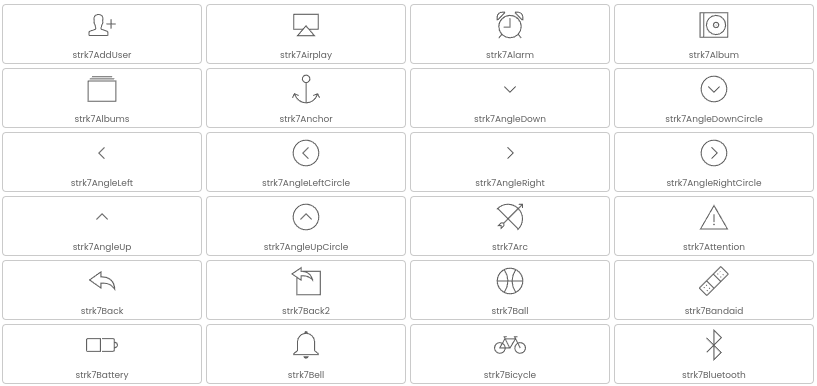 strk7AddUser
strk7Airplay
strk7Alarm
strk7Album
strk7Albums
strk7Anchor
strk7AngleDown
strk7AngleDownCircle
strk7AngleLeft
strk7AngleLeftCircle
strk7AngleRight
strk7AngleRightCircle
strk7AngleUp
strk7AngleUpCircle
strk7Arc
strk7Attention
strk7Back
strk7Back2
strk7Ball
strk7Bandaid
strk7Battery
strk7Bell
strk7Bicycle
strk7Bluetooth